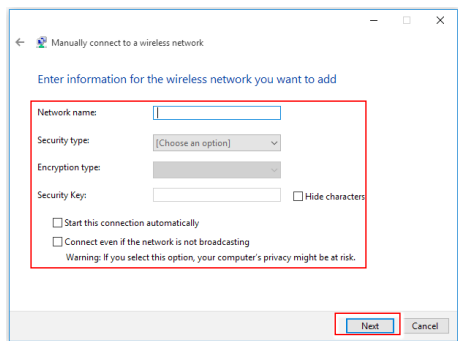 Manually connect to a wireless network
Enter information for the wireless network you want to add
Network name:
Security type: [Choose an option]
Encryption type:
Security Key: Hide characters
Start this connection automatically
Connect even if the network is not broadcasting
Warning: If you select this option, your computer's privacy might be at risk.
Next Cancel